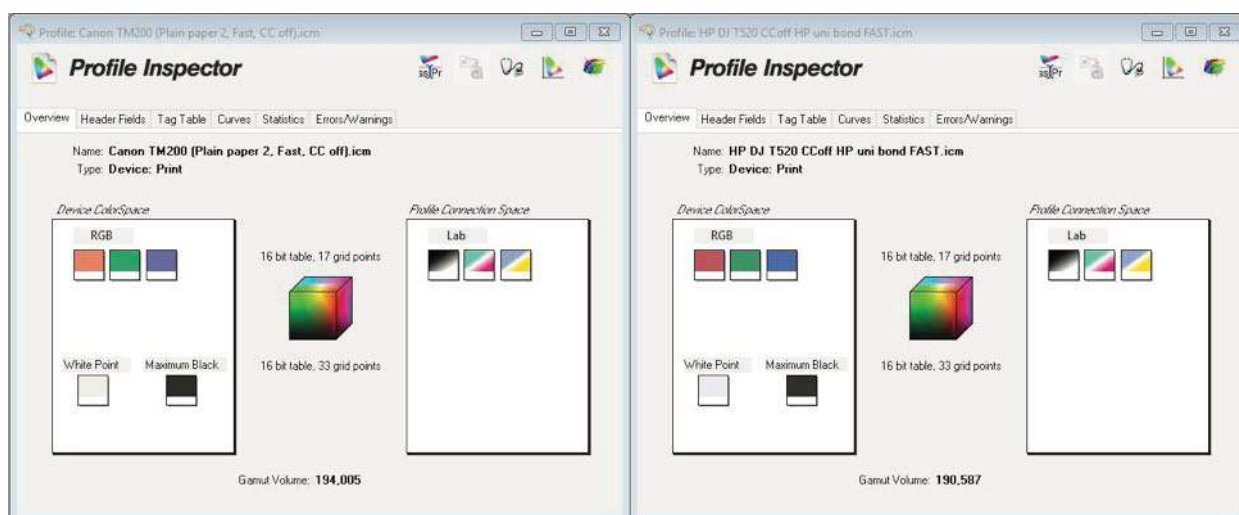 Profile: Canon TM200 (Plain paper 2, Fast, CC off).icm
Profile Inspector
Overview Header Fields Tag Table Curves Statistics Errors/Warnings
Name: Canon TM200 (Plain paper 2, Fast, CC off).icm
Type: Device: Print
Device ColorSpace
Profile Connection Space
RGB
Lab
16 bit table, 17 grid points
White Point
Maximum Black
16 bit table, 33 grid points
Gamut Volume: 194,005
Profile: HP DJ T520 CCoff HP uni bond FAST.icm
Profile Inspector
Overview Header Fields Tag Table Curves Statistics Errors/Warnings
Name: HP DJ T520 CCoff HP uni bond FAST.icm
Type: Device: Print
Device ColorSpace
Profile Connection Space
RGB
Lab
16 bit table, 17 grid points
White Point
Maximum Black
16 bit table, 33 grid points
Gamut Volume: 190,587